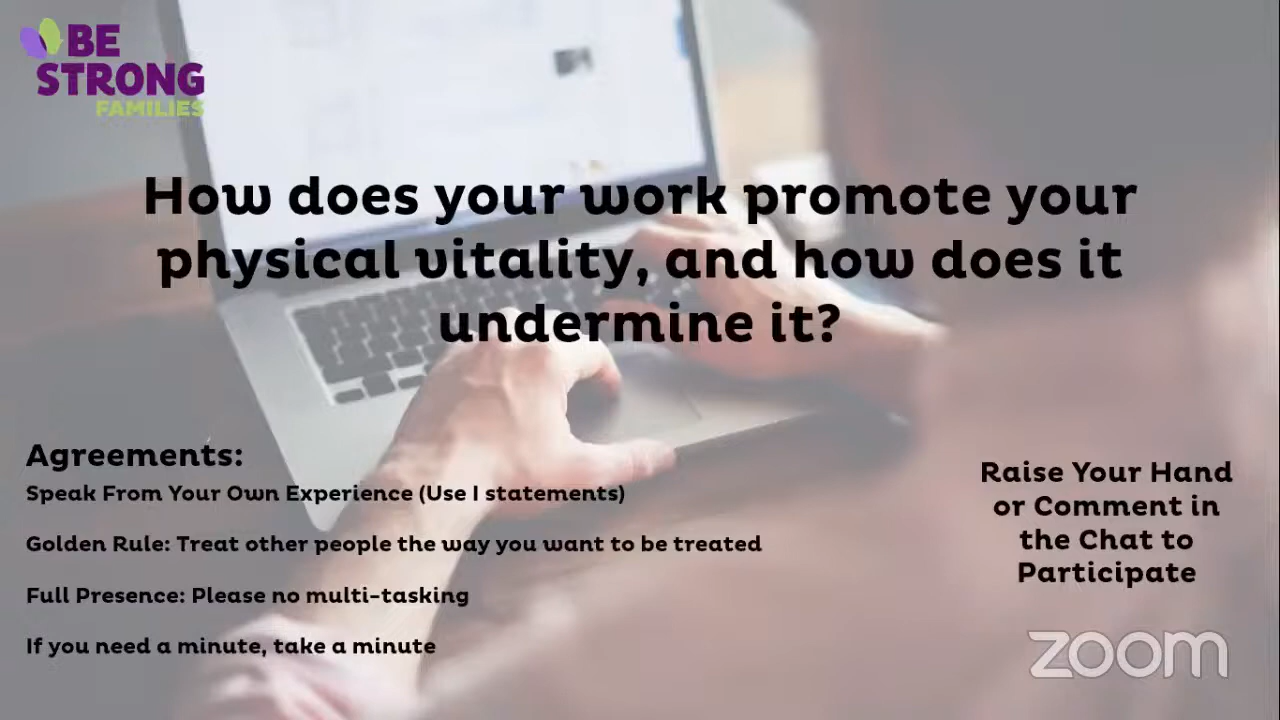 BE
STRONG
FAMILIES
How does your work promote your
physical vitality, and how does it
undermine it?
Agreements:
Speak From Your Own Experience (Use I statements)
Golden Rule: Treat other people the way you want to be treated
Full Presence: Please no multi-tasking
If you need a minute, take a minute
Raise Your Hand
or Comment in
the Chat to
Participate
zoom